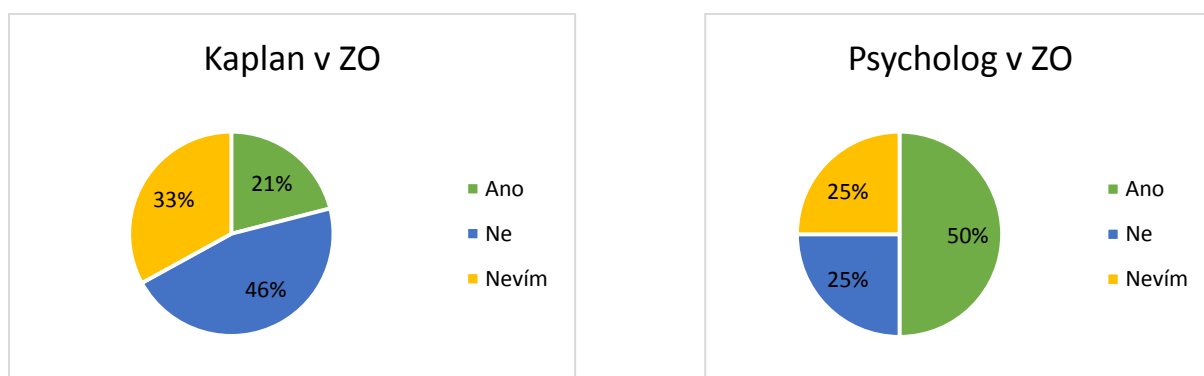 Kaplan v ZO
21%
33%
46%
Ano
Ne
Nevím
Psycholog v ZO
25%
50%
25%
Ano
Ne
Nevím